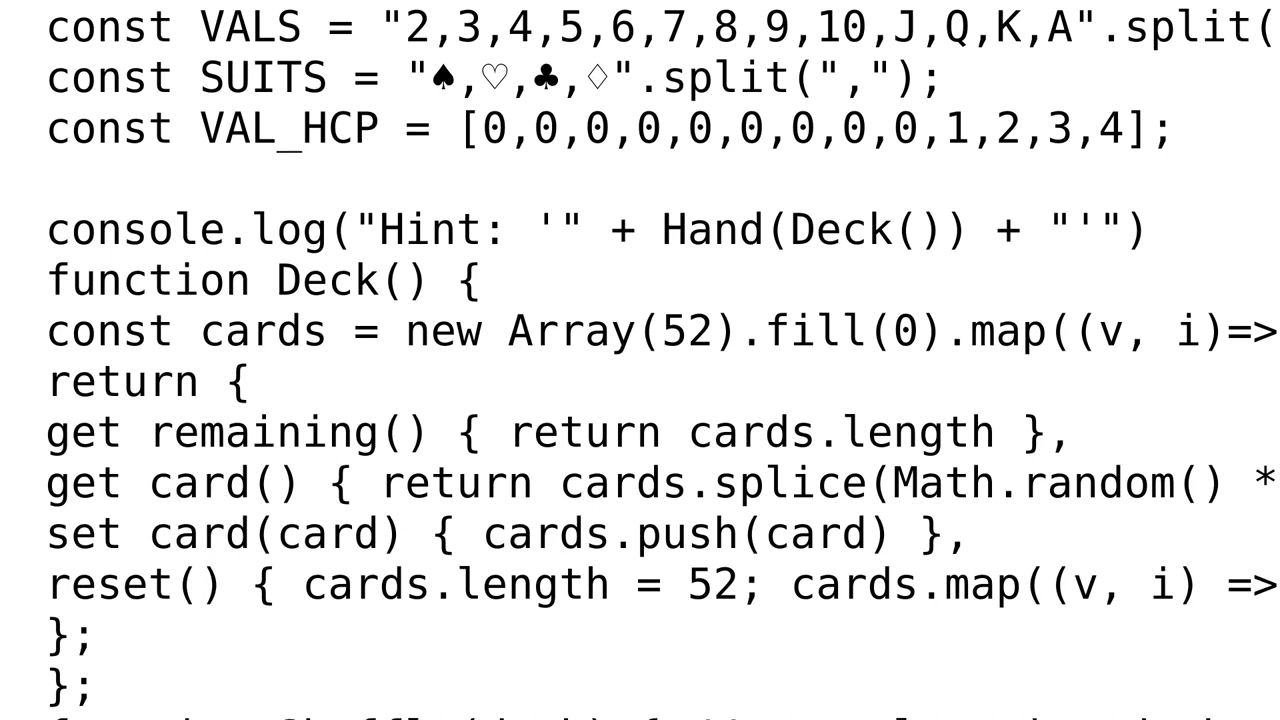 const VALS = "2,3,4,5,6,7,8,9,10,J,Q,K,A".split(
const SUITS = "♠,♡,♣,♢".split(",");
const VAL_HCP = [0,0,0,0,0,0,0,0,0,1,2,3,4];
console.log("Hint: '" + Hand(Deck()) + "'")
function Deck() {
const cards = new Array(52).fill(0).map((v, i)=>
return {
get remaining() { return cards.length },
get card() { return cards.splice(Math.random() *
set card(card) { cards.push(card) },
reset() { cards.length = 52; cards.map((v, i) =>
};
};